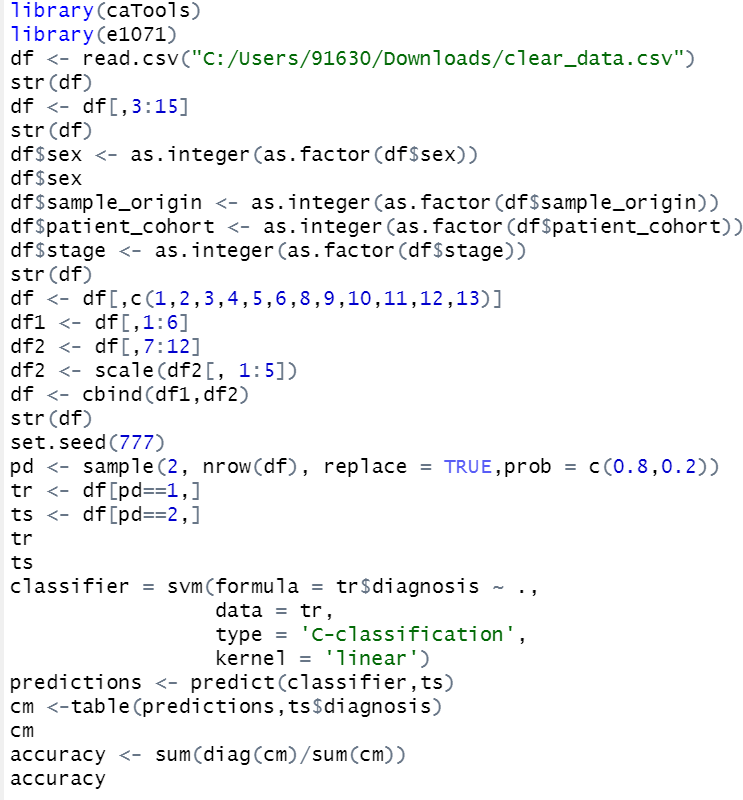 library(caTools)
library(e1071)
df <- read.csv("C:/Users/91630/Downloads/clear_data.csv")
str(df)
df <- df[,3:15]
str(df)
df$sex <- as.integer(as.factor(df$sex))
df$sex
df$sample_origin <- as.integer(as.factor(df$sample_origin))
df$patient_cohort <- as.integer(as.factor(df$patient_cohort))
df$stage <- as.integer(as.factor(df$stage))
str(df)
df <- df[,c(1,2,3,4,5,6,8,9,10,11,12,13)]
df1 <- df[,1:6]
df2 <- df[,7:12]
df2 <- scale(df2[, 1:5])
df <- cbind(df1,df2)
str(df)
set.seed(777)
pd <- sample(2, nrow(df), replace = TRUE,prob = c(0.8,0.2))
tr <- df[pd==1,]
ts <- df[pd==2,]
tr
ts
classifier = svm(formula = tr$diagnosis ~ .,
                 data = tr,
                 type = 'C-classification',
                 kernel = 'linear')
predictions <- predict(classifier,ts)
cm <-table(predictions,ts$diagnosis)
cm
accuracy <- sum(diag(cm)/sum(cm))
accuracy